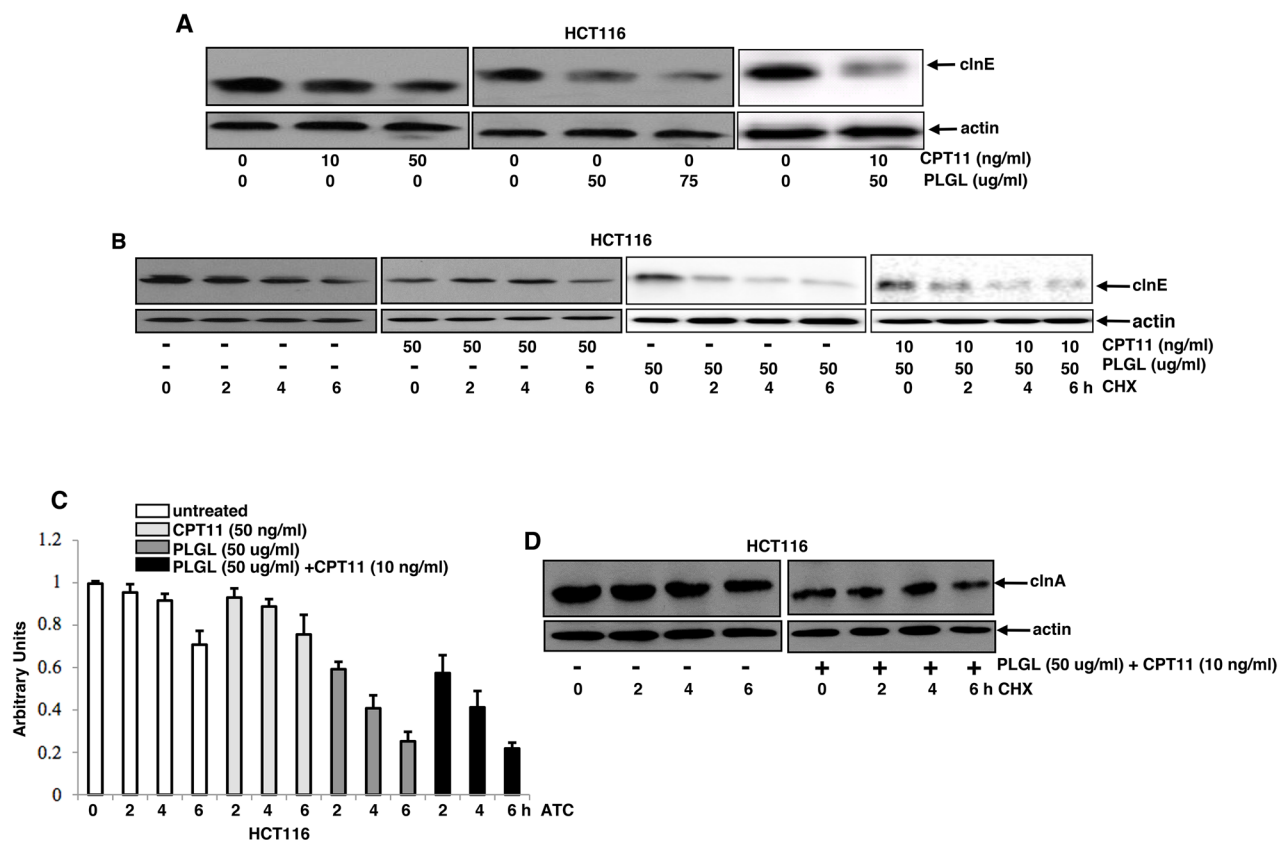 A
HCT116
clnE
actin
0 10 50 0 0 0 0 10 CPT11 (ng/ml)
0 0 0 0 50 75 0 50 PLGL (ug/ml)
B
HCT116
clnE
actin
- - - - 50 50 50 50 - - - - 10 10 10 10 CPT11 (ng/ml)
- - - - - - - - 50 50 50 50 50 50 50 50 PLGL (ug/ml)
0 2 4 6 0 2 4 6 0 2 4 6 0 2 4 6 h CHX
C
untreated
CPT11 (50 ng/ml)
PLGL (50 ug/ml)
PLGL (50 ug/ml) +CPT11 (10 ng/ml)
Arbitrary Units
1.2
1
0.8
0.6
0.4
0.2
0
0 2 4 6 2 4 6 2 4 6 2 4 6 h ATC
HCT116
D
HCT116
clnA
actin
- - - - + + + + PLGL (50 ug/ml) + CPT11 (10 ng/ml)
0 2 4 6 0 2 4 6 h CHX